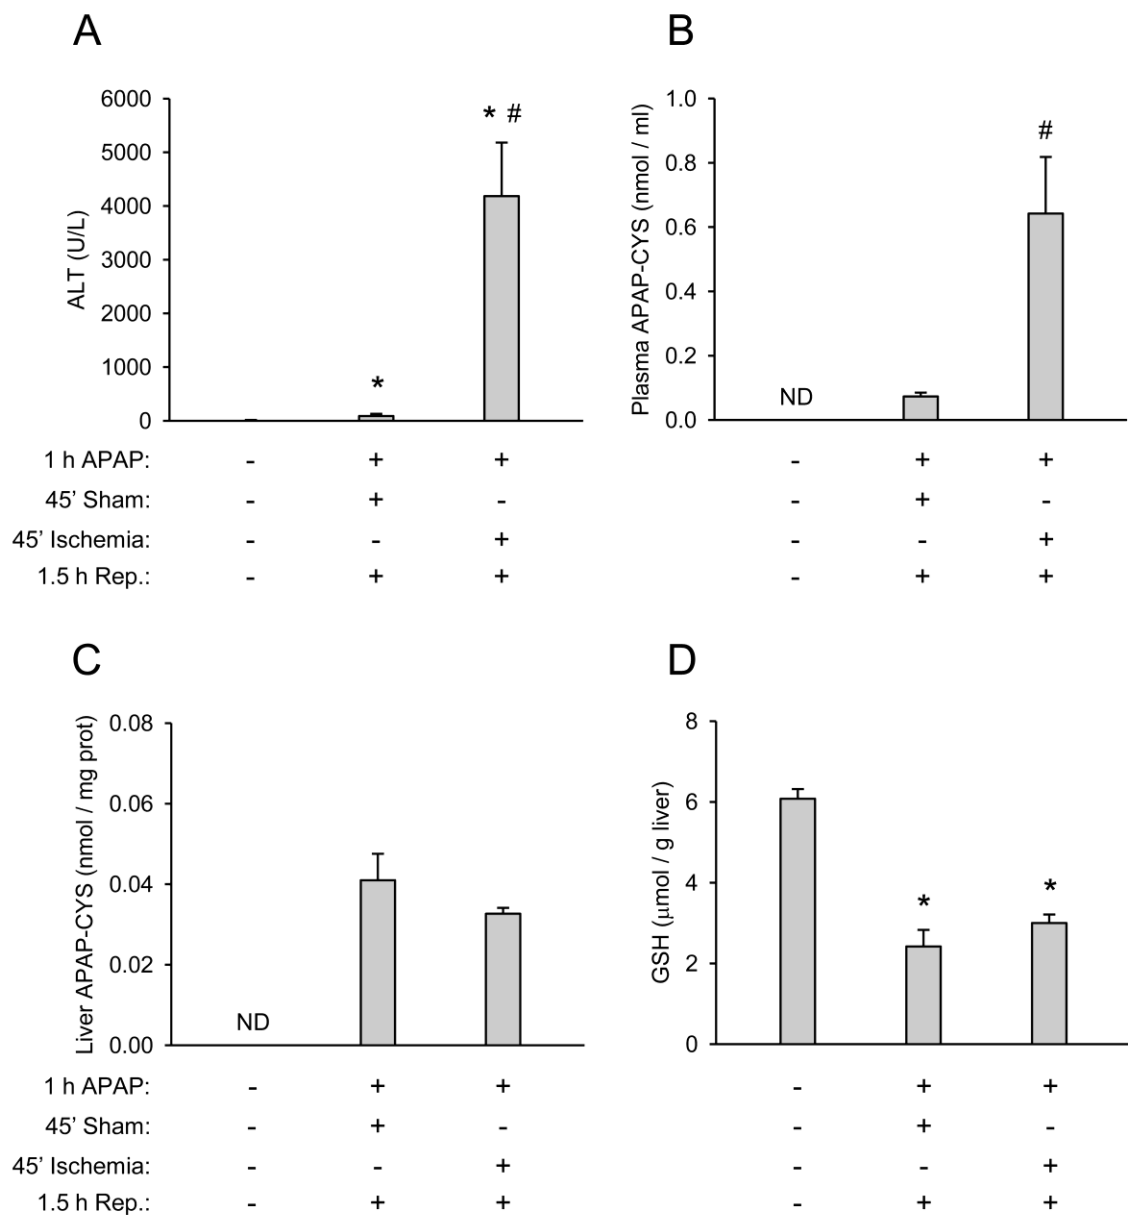 A
ALT (U/L)
6000
5000
4000
3000
2000
1000
0
*
* #
1 h APAP: - + +
45’ Sham: - + -
45’ Ischemia: - - +
1.5 h Rep.: - + +
B
Plasma APAP-CYS (nmol / ml)
1.0
0.8
0.6
0.4
0.2
0.0
ND
#
- + +
- + -
- - +
- + +
C
Liver APAP-CYS (nmol / mg prot)
0.08
0.06
0.04
0.02
0.00
ND
1 h APAP: - + +
45’ Sham: - + -
45’ Ischemia: - - +
1.5 h Rep.: - + +
D
GSH (μmol / g liver)
8
6
4
2
0
*
*
- + +
- + -
- - +
- + +